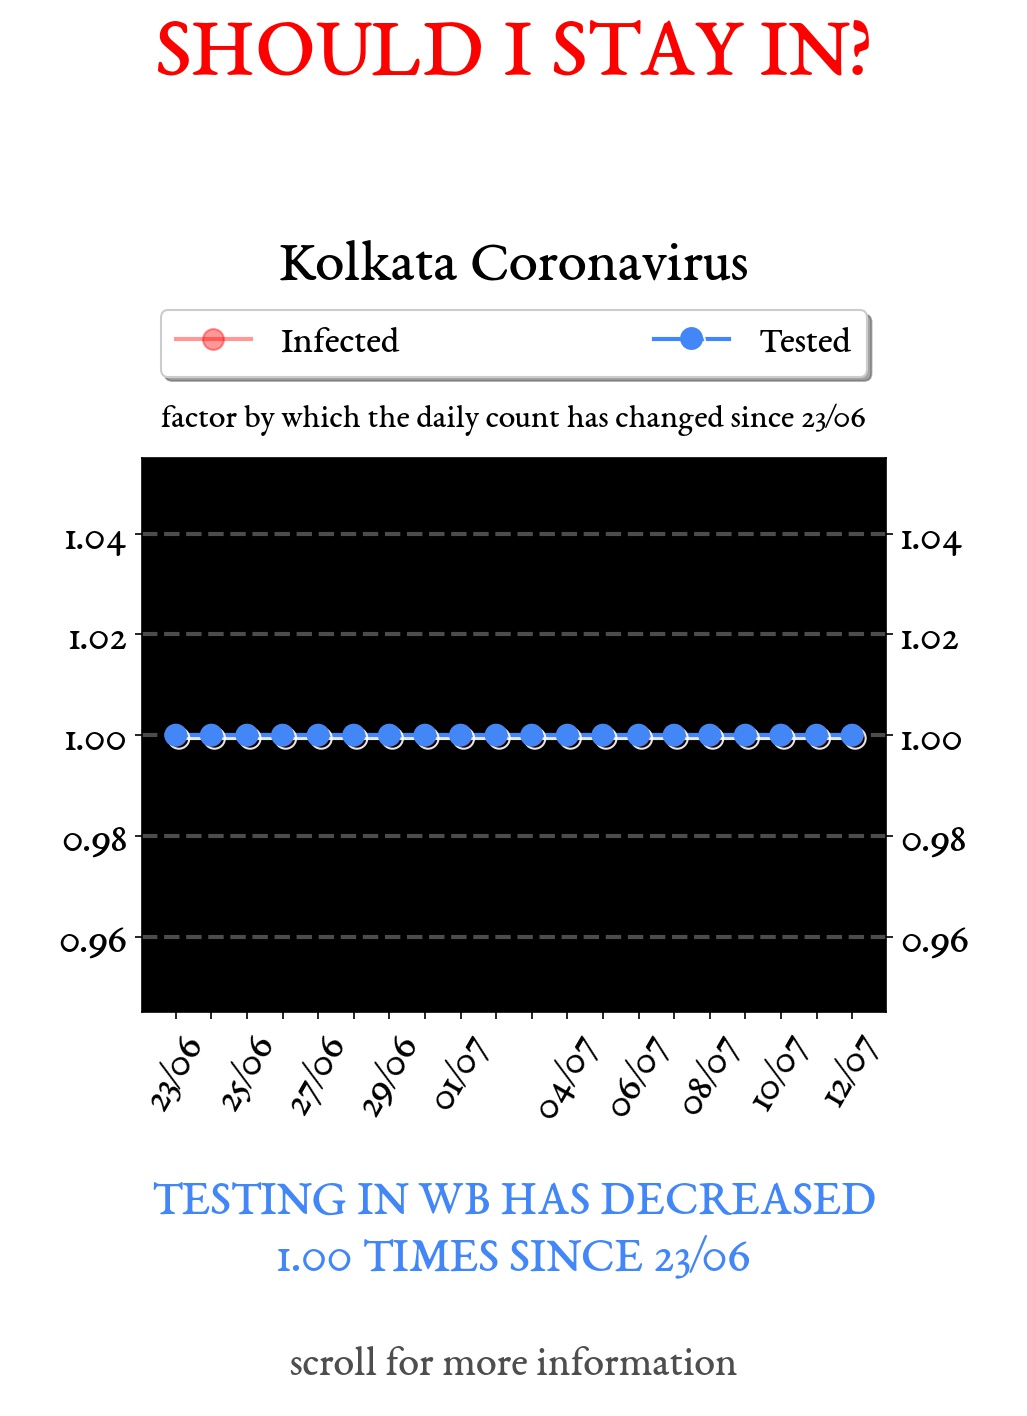 SHOULD I STAY IN?
Kolkata Coronavirus
Infected Tested
factor by which the daily count has changed since 23/06
1.04 1.04
1.02 1.02
1.00 1.00
0.98 0.98
0.96 0.96
23/06 25/06 27/06 29/06 01/07 04/07 06/07 08/07 10/07 12/07
TESTING IN WB HAS DECREASED
1.00 TIMES SINCE 23/06
scroll for more information